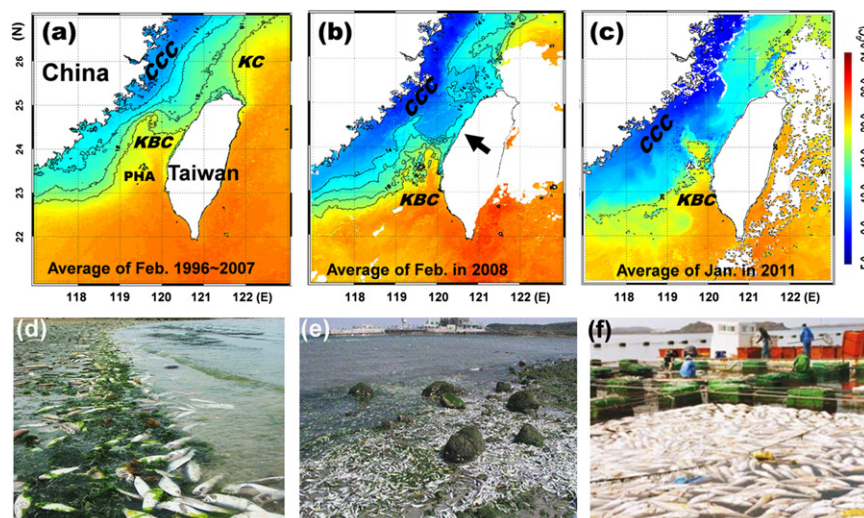 (N)
26
25
24
23
22
(a)
China
CCC
KC
KBC
PHA
Taiwan
Average of Feb. 1996~2007
118 119 120 121 122 (E)
(b)
CCC
KBC
Average of Feb. in 2008
118 119 120 121 122 (E)
(c)
CCC
KBC
Average of Jan. in 2011
118 119 120 121 122 (E)
(°C)
(d)
(e)
(f)